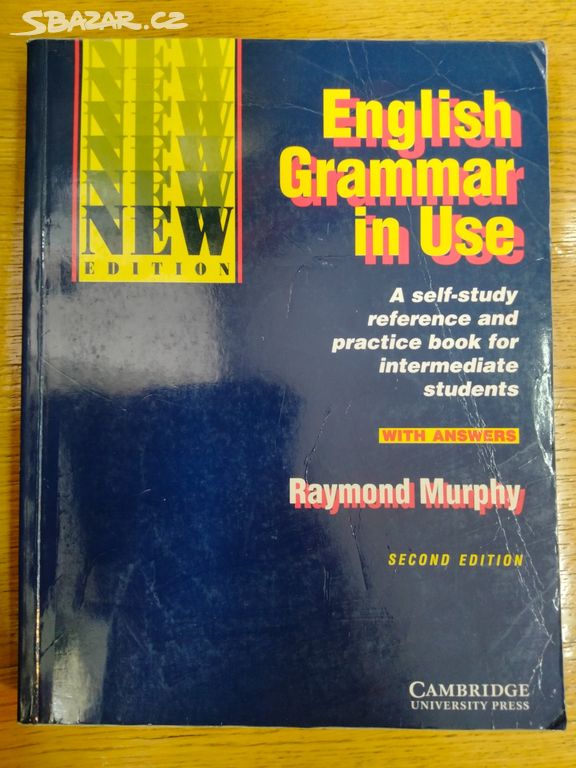 SBAZAR.CZ
NEW
NEW
NEW
NEW
NEW
NEW
EDITION
English
Grammar
in Use
A self-study
reference and
practice book for
intermediate
students
WITH ANSWERS
Raymond Murphy
SECOND EDITION
CAMBRIDGE
UNIVERSITY PRESS